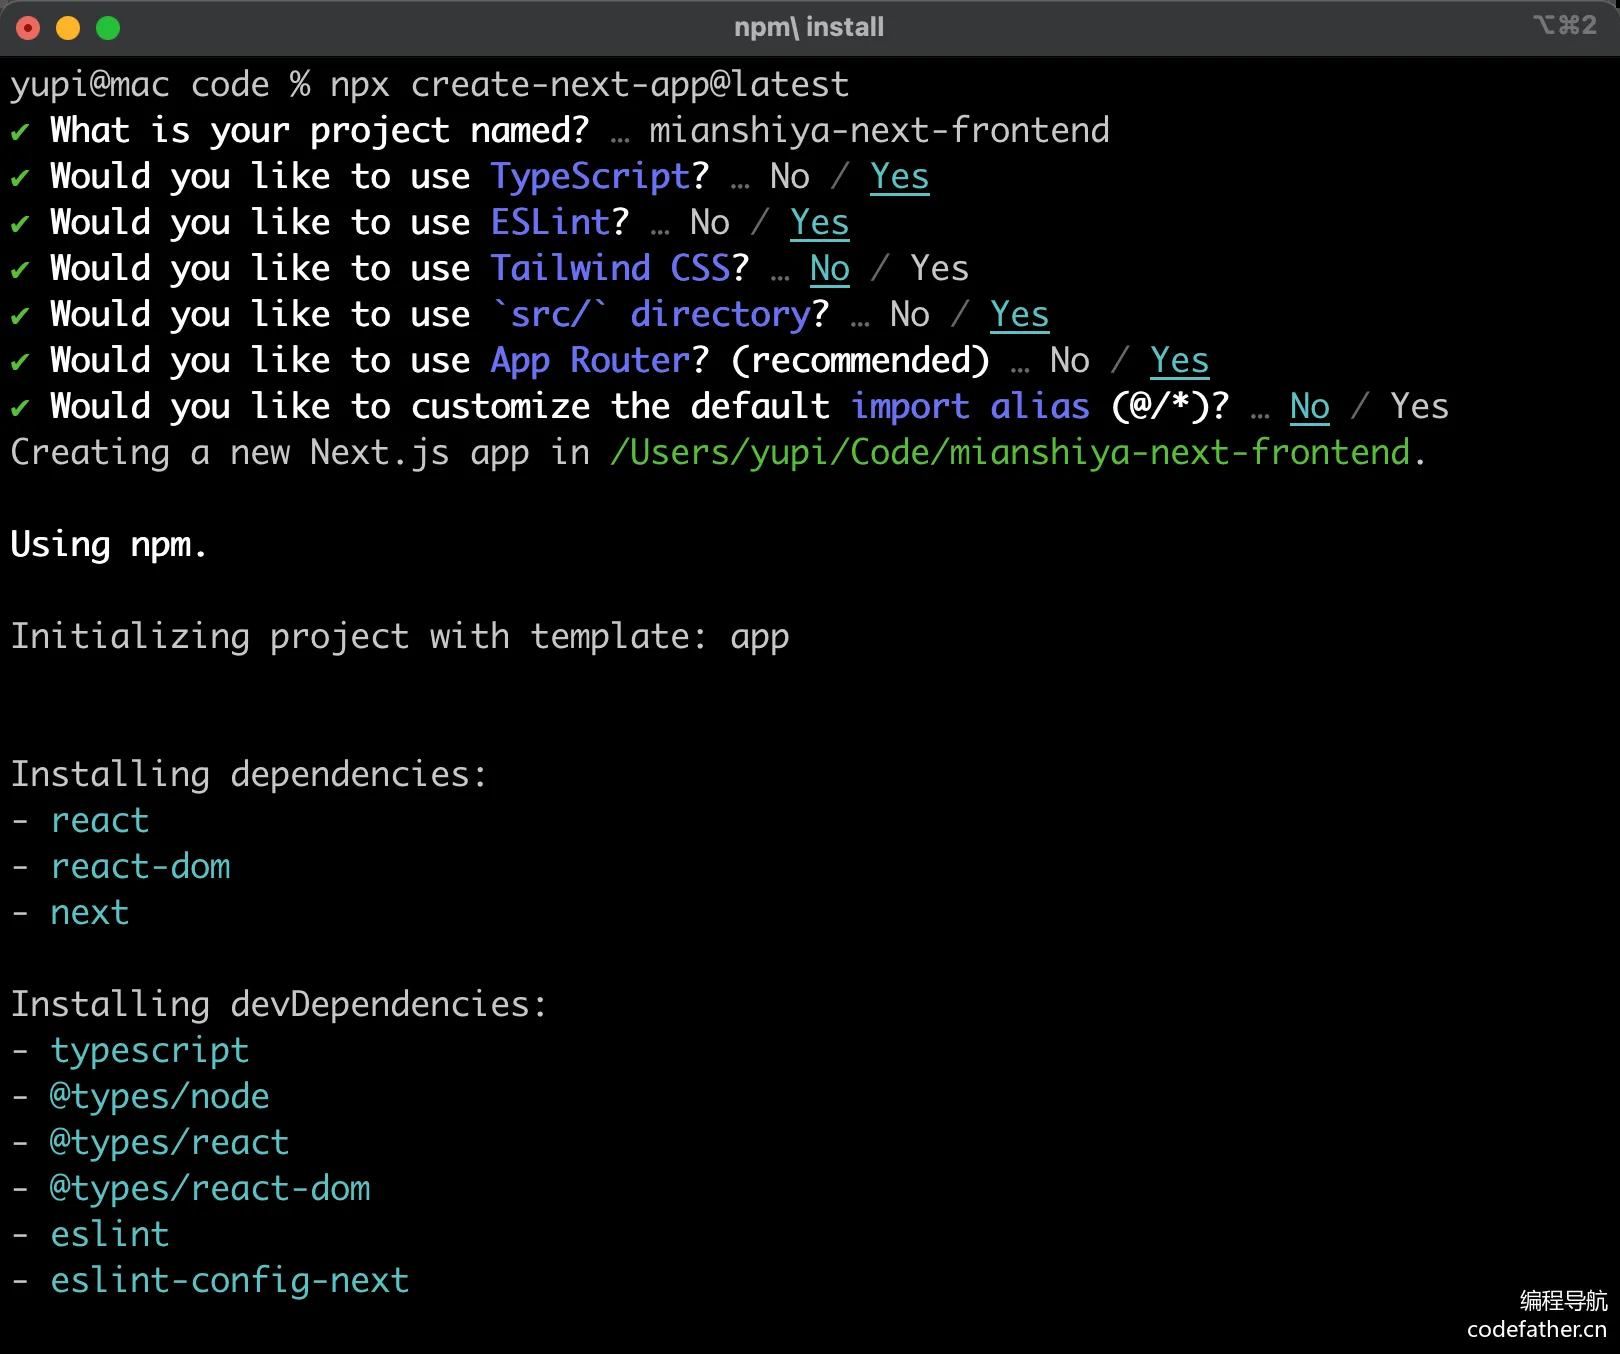 npm\ install
⌥⌘2
yupi@mac code % npx create-next-app@latest
✔ What is your project named? … mianshiya-next-frontend
✔ Would you like to use TypeScript? … No / Yes
✔ Would you like to use ESLint? … No / Yes
✔ Would you like to use Tailwind CSS? … No / Yes
✔ Would you like to use `src/` directory? … No / Yes
✔ Would you like to use App Router? (recommended) … No / Yes
✔ Would you like to customize the default import alias (@/*)? … No / Yes
Creating a new Next.js app in /Users/yupi/Code/mianshiya-next-frontend.
Using npm.
Initializing project with template: app
Installing dependencies:
- react
- react-dom
- next
Installing devDependencies:
- typescript
- @types/node
- @types/react
- @types/react-dom
- eslint
- eslint-config-next
编程导航
codefather.cn